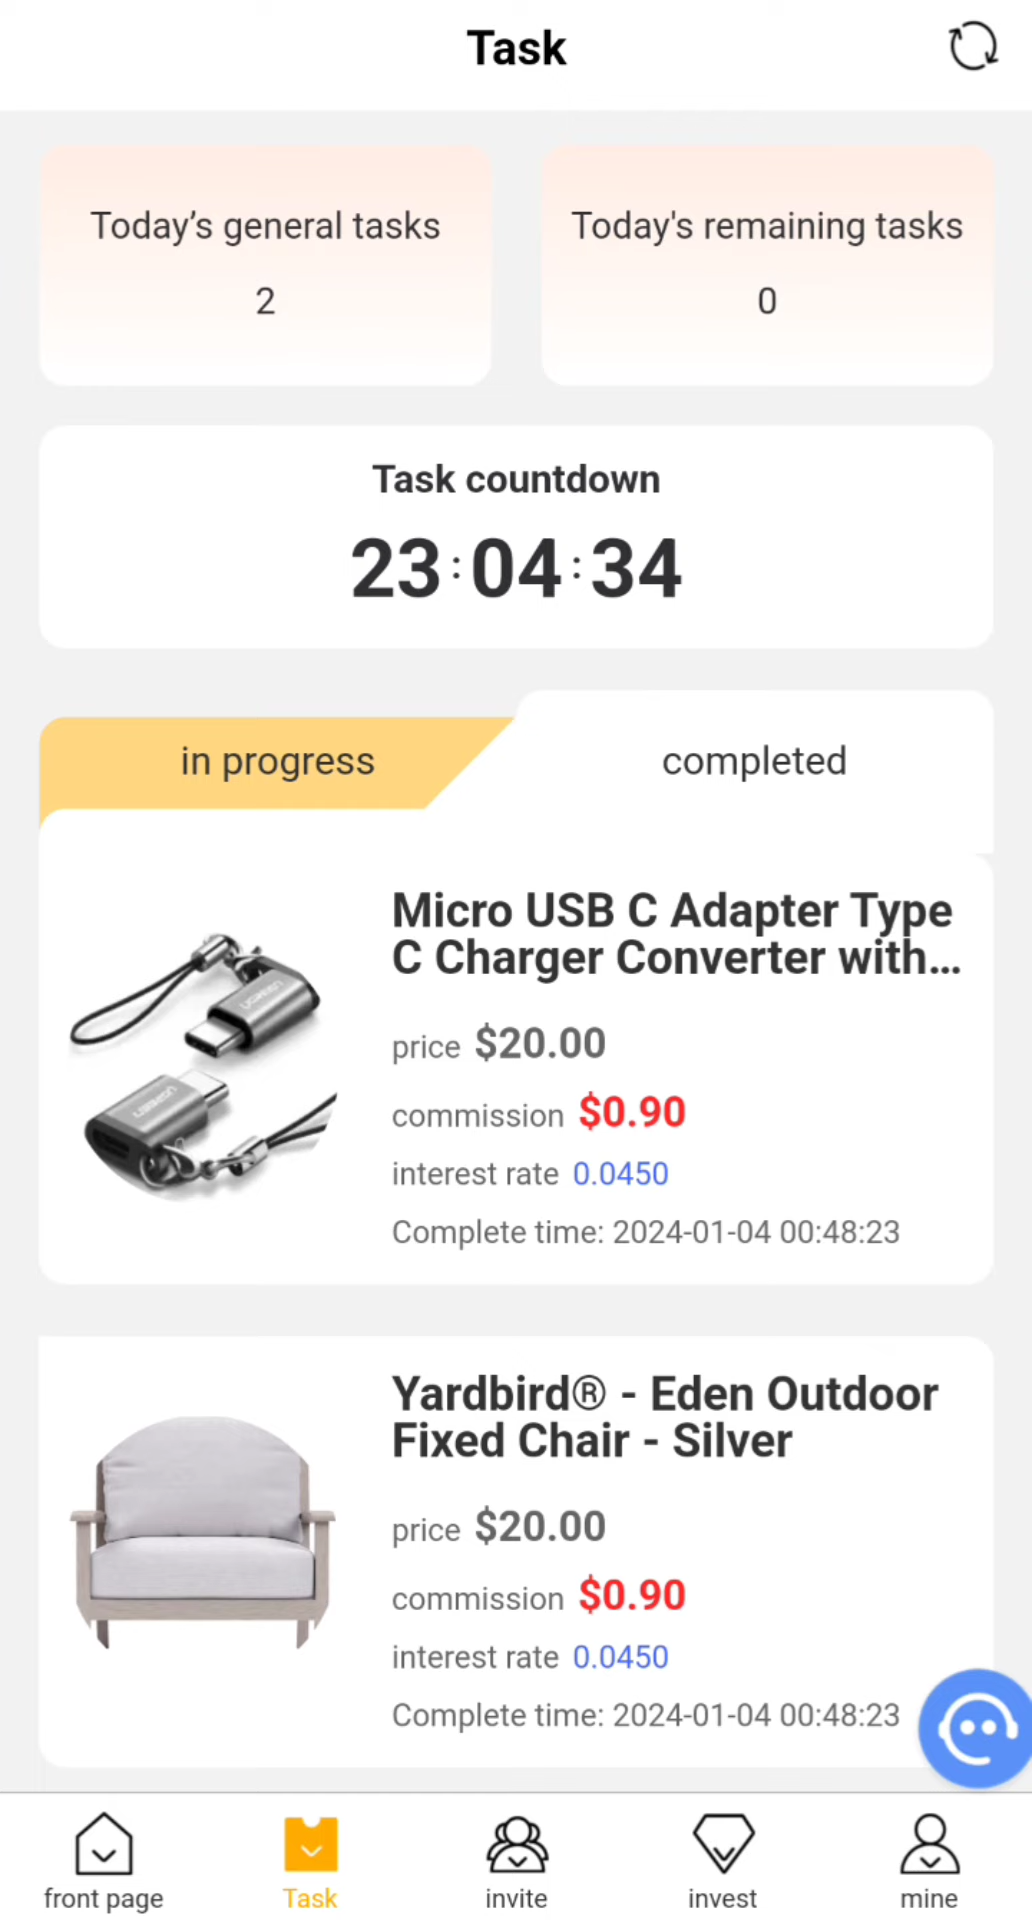 Task
Today’s general tasks
2
Today's remaining tasks
0
Task countdown
23:04:34
in progress
completed
Micro USB C Adapter Type
C Charger Converter with...
price $20.00
commission $0.90
interest rate 0.0450
Complete time: 2024-01-04 00:48:23
UGREEN
UGREEN
Yardbird® - Eden Outdoor
Fixed Chair - Silver
price $20.00
commission $0.90
interest rate 0.0450
Complete time: 2024-01-04 00:48:23
front page
Task
invite
invest
mine